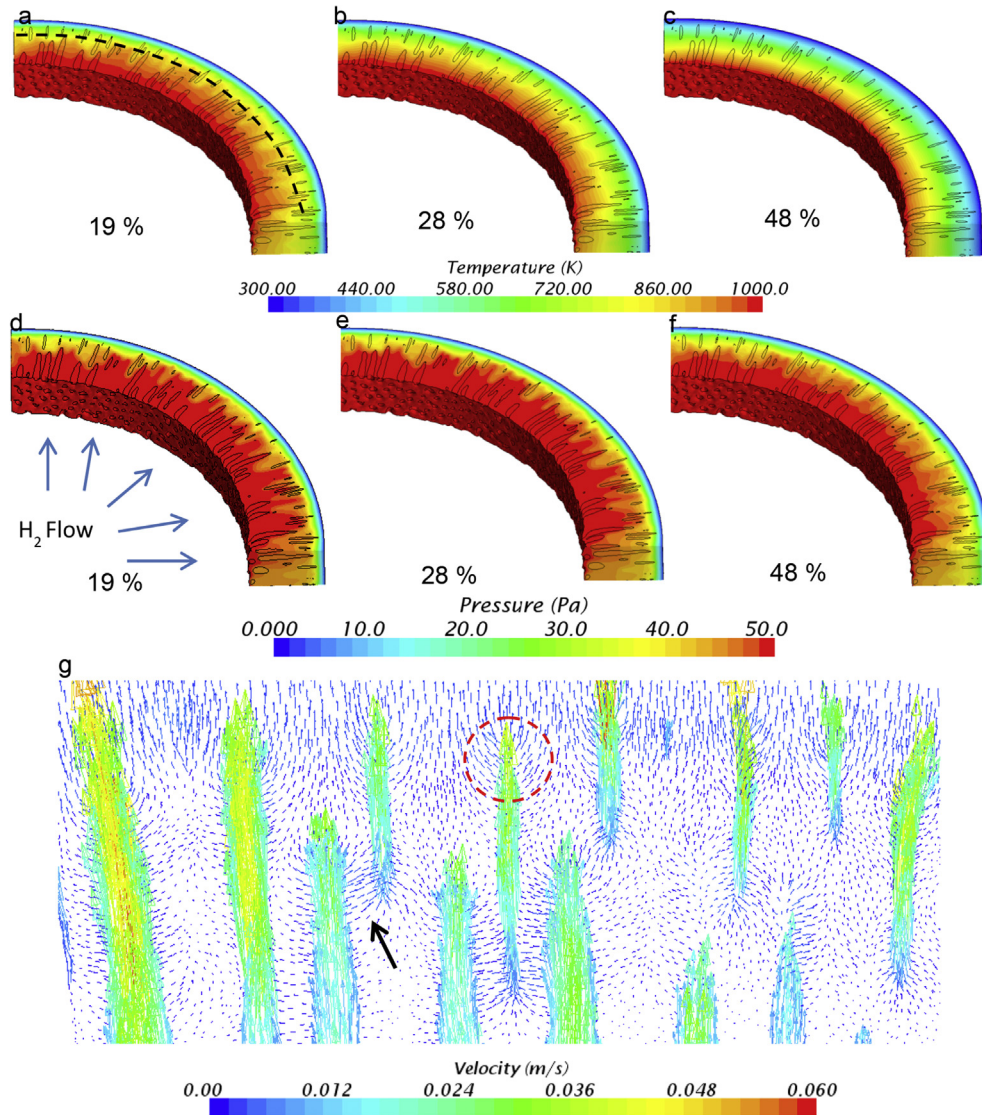 a b c
19 % 28 % 48 %
Temperature (K)
300.00 440.00 580.00 720.00 860.00 1000.0
d e f
H2 Flow
19 % 28 % 48 %
Pressure (Pa)
0.000 10.0 20.0 30.0 40.0 50.0
g
Velocity (m/s)
0.00 0.012 0.024 0.036 0.048 0.060